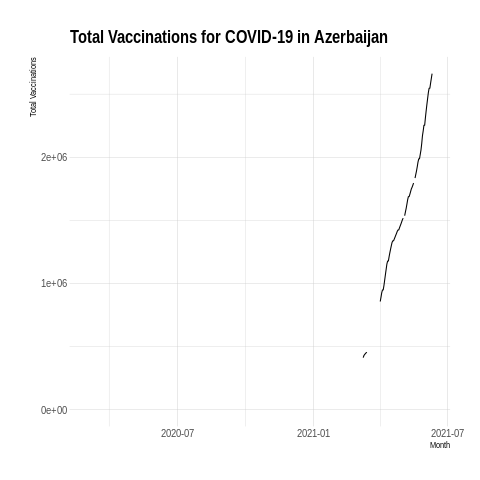 Total Vaccinations for COVID-19 in Azerbaijan
Total Vaccinations
2e+06
1e+06
0e+00
2020-07
2021-01
2021-07
Month